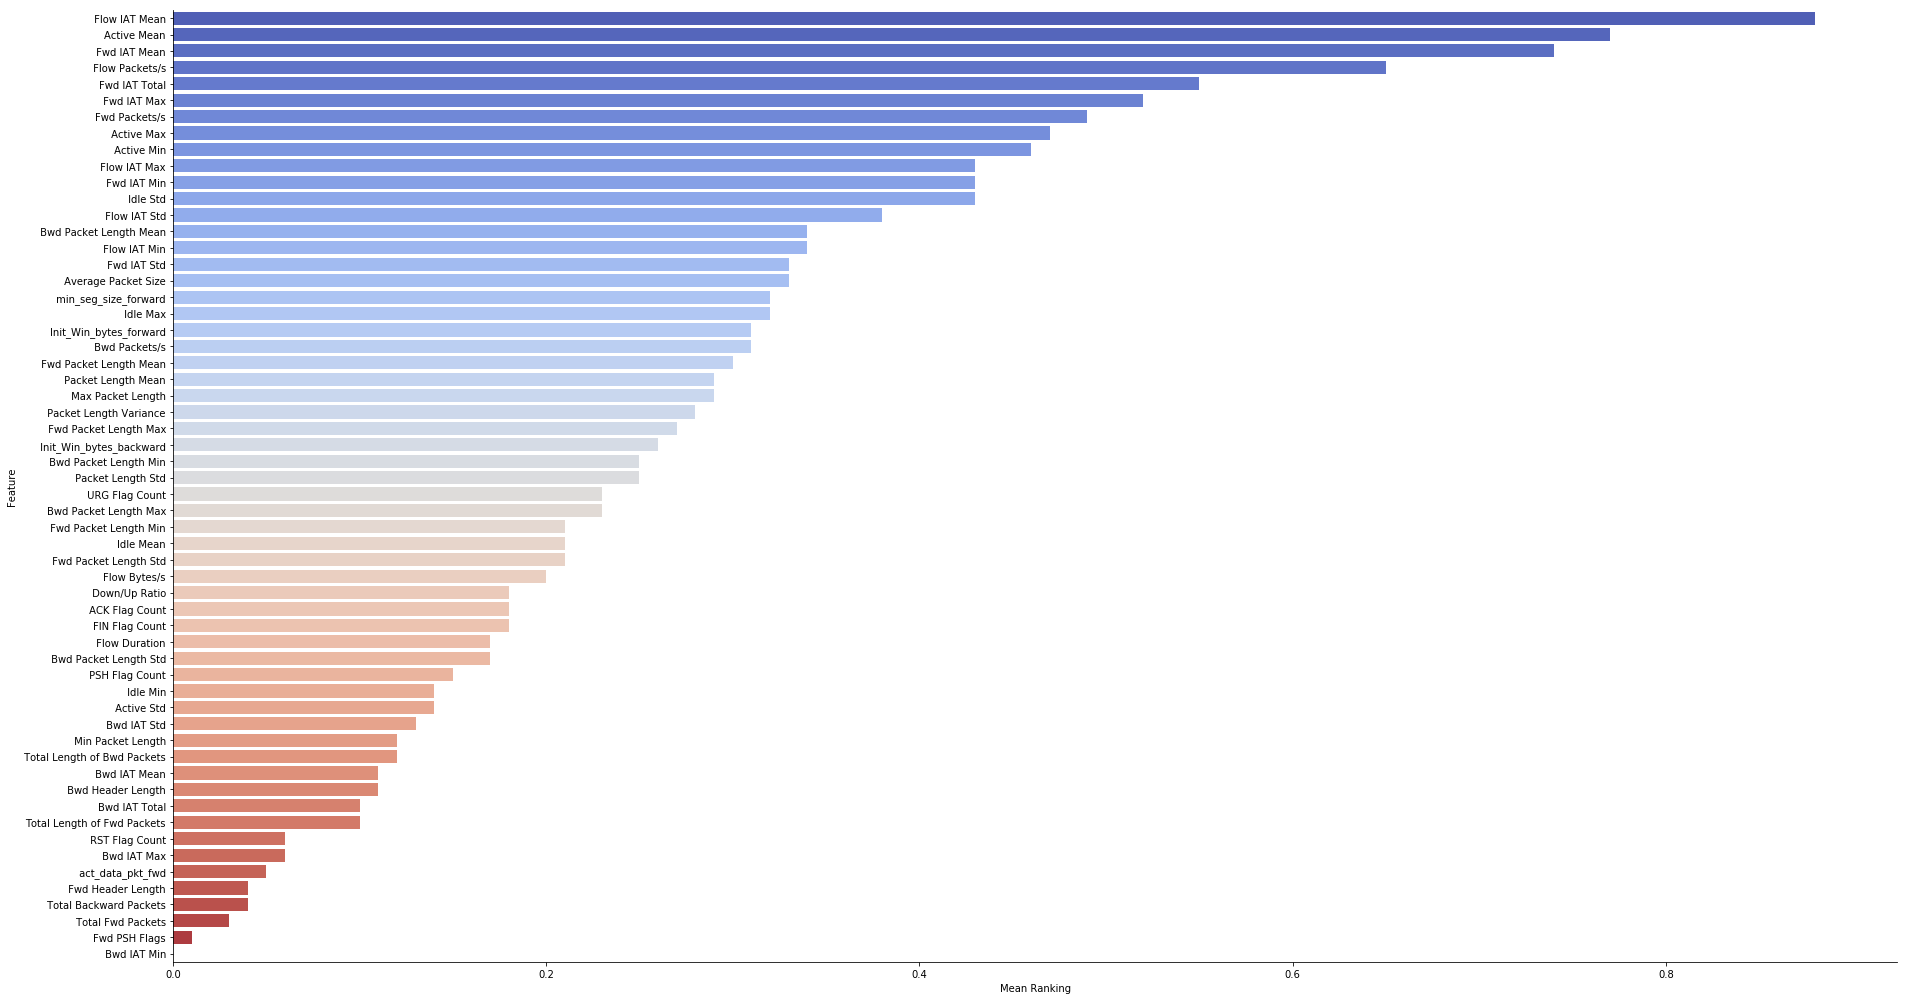 Flow IAT Mean
Active Mean
Fwd IAT Mean
Flow Packets/s
Fwd IAT Total
Fwd IAT Max
Fwd Packets/s
Active Max
Active Min
Flow IAT Max
Fwd IAT Min
Idle Std
Flow IAT Std
Bwd Packet Length Mean
Flow IAT Min
Fwd IAT Std
Average Packet Size
min_seg_size_forward
Idle Max
Init_Win_bytes_forward
Bwd Packets/s
Fwd Packet Length Mean
Packet Length Mean
Max Packet Length
Packet Length Variance
Fwd Packet Length Max
Init_Win_bytes_backward
Bwd Packet Length Min
Packet Length Std
URG Flag Count
Bwd Packet Length Max
Fwd Packet Length Min
Idle Mean
Fwd Packet Length Std
Flow Bytes/s
Down/Up Ratio
ACK Flag Count
FIN Flag Count
Flow Duration
Bwd Packet Length Std
PSH Flag Count
Idle Min
Active Std
Bwd IAT Std
Min Packet Length
Total Length of Bwd Packets
Bwd IAT Mean
Bwd Header Length
Bwd IAT Total
Total Length of Fwd Packets
RST Flag Count
Bwd IAT Max
act_data_pkt_fwd
Fwd Header Length
Total Backward Packets
Total Fwd Packets
Fwd PSH Flags
Bwd IAT Min
Feature
0.0 0.2 0.4 0.6 0.8
Mean Ranking